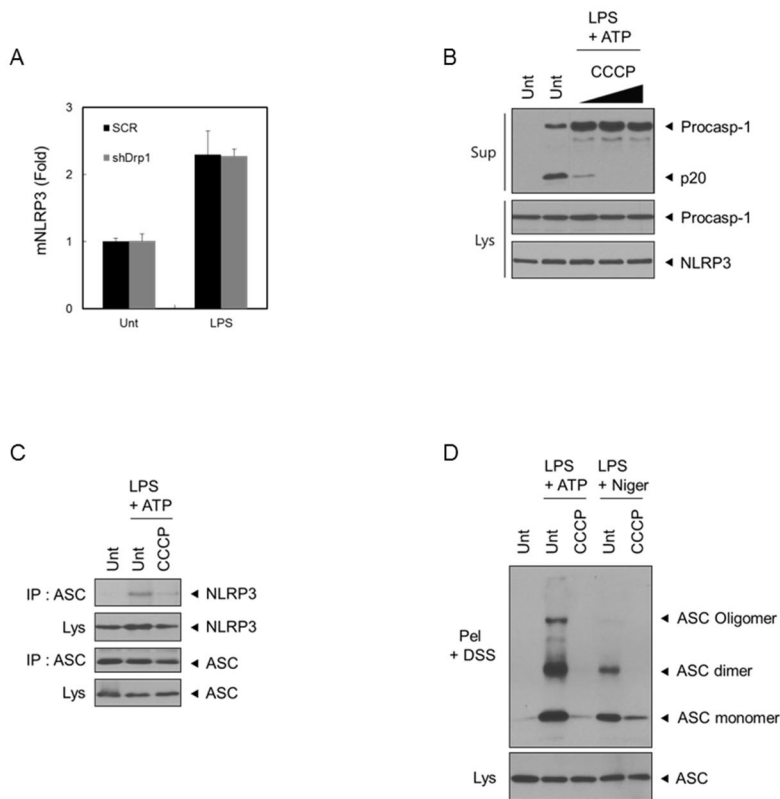 A
mNLRP3 (Fold)
3
2
1
0
SCR
shDrp1
Unt
LPS
B
LPS
+ ATP
Unt
Unt
CCCP
Sup
Procasp-1
p20
Lys
Procasp-1
NLRP3
C
LPS
+ ATP
Unt
Unt
CCCP
IP : ASC
NLRP3
Lys
NLRP3
IP : ASC
ASC
Lys
ASC
D
LPS
+ ATP
LPS
+ Niger
Unt
Unt
CCCP
Unt
CCCP
Pel
+ DSS
ASC Oligomer
ASC dimer
ASC monomer
Lys
ASC